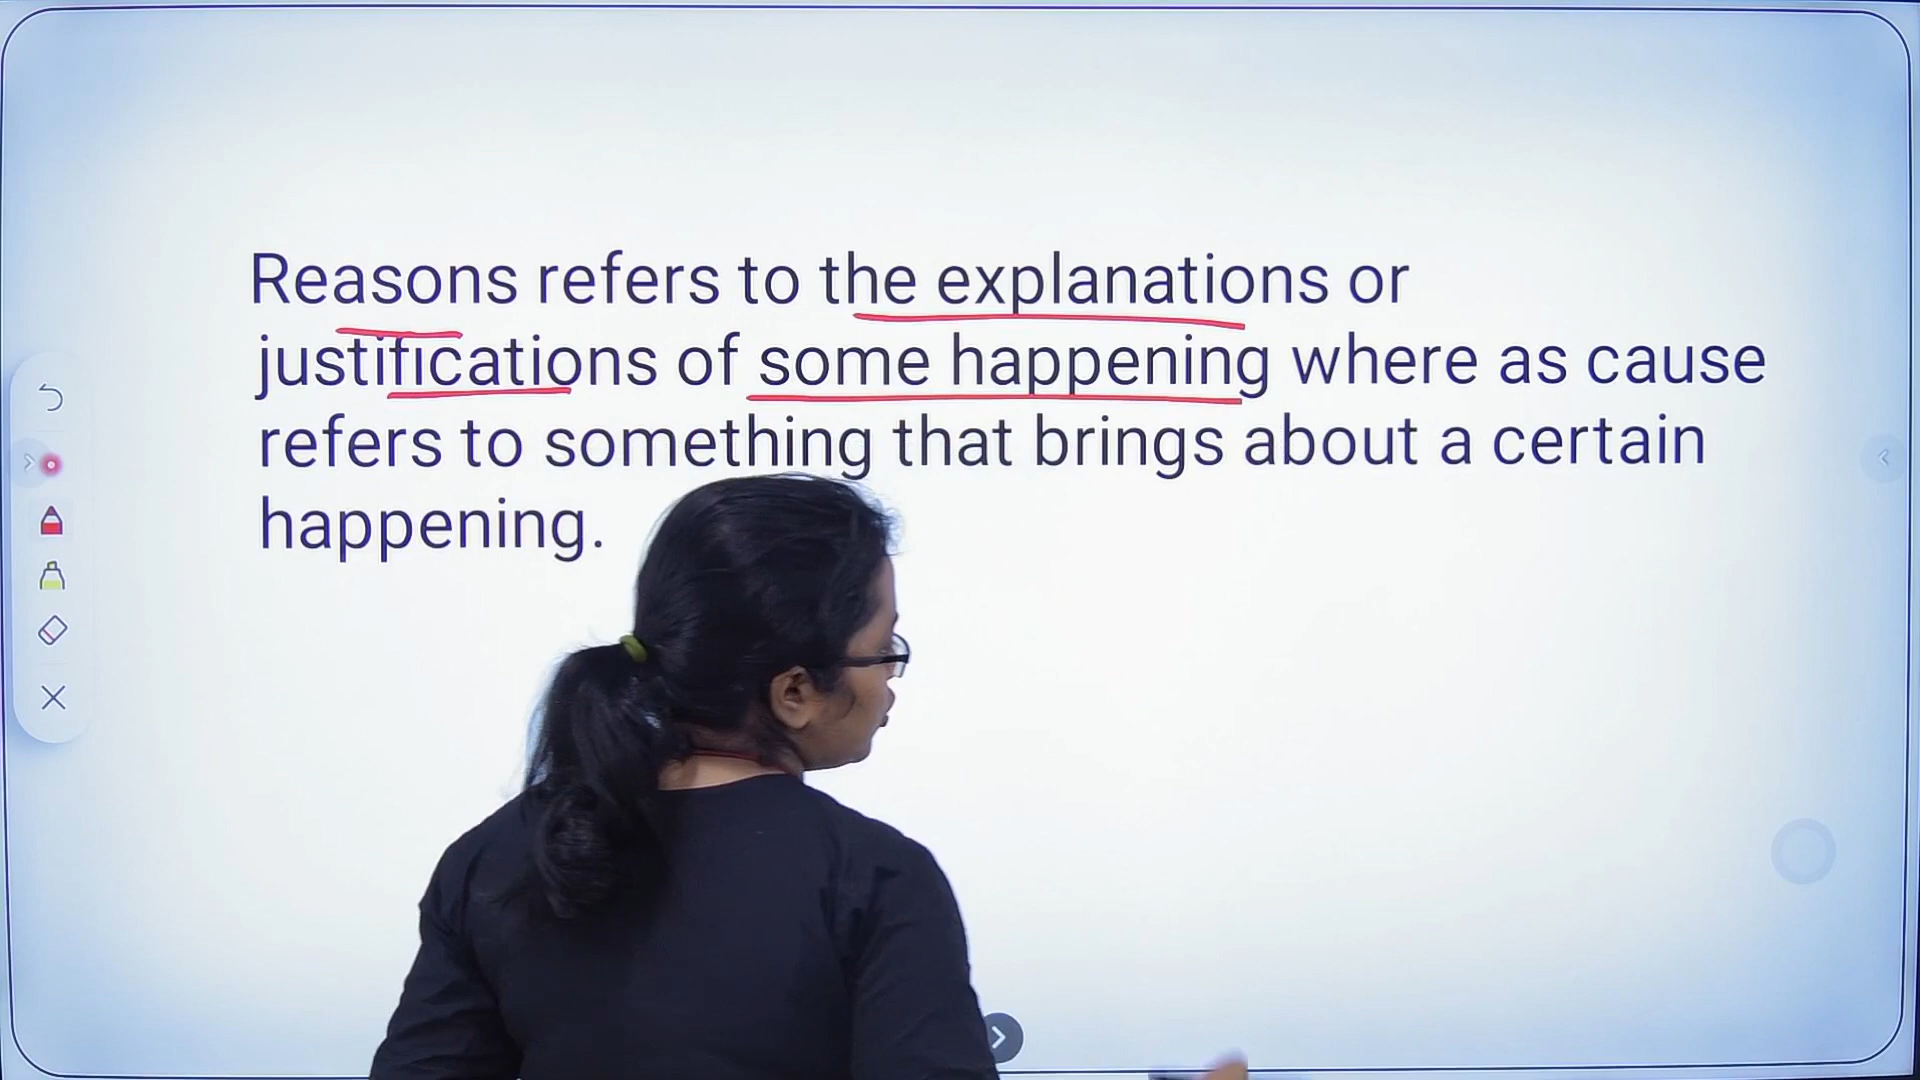 Reasons refers to the explanations or
justifications of some happening where as cause
refers to something that brings about a certain
happening.